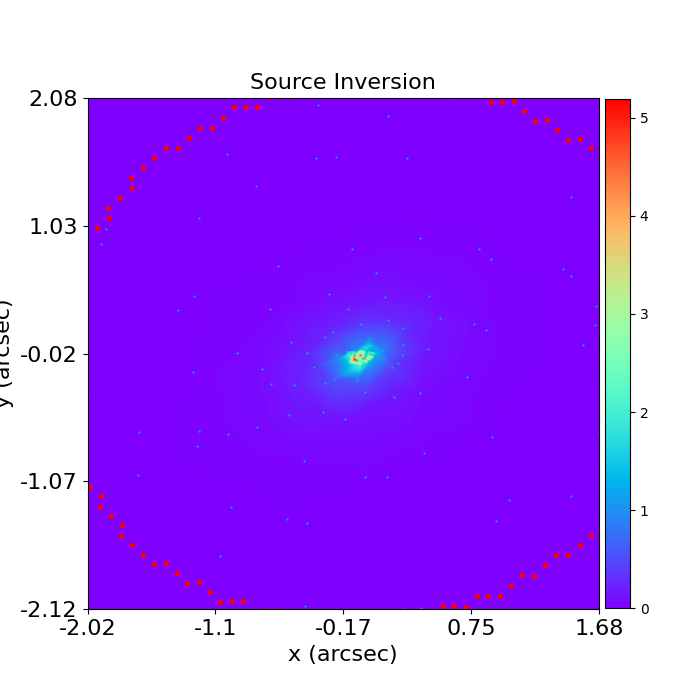 Source Inversion
2.08
1.03
-0.02
-1.07
-2.12
y (arcsec)
-2.02 -1.1 -0.17 0.75 1.68
x (arcsec)
5
4
3
2
1
0